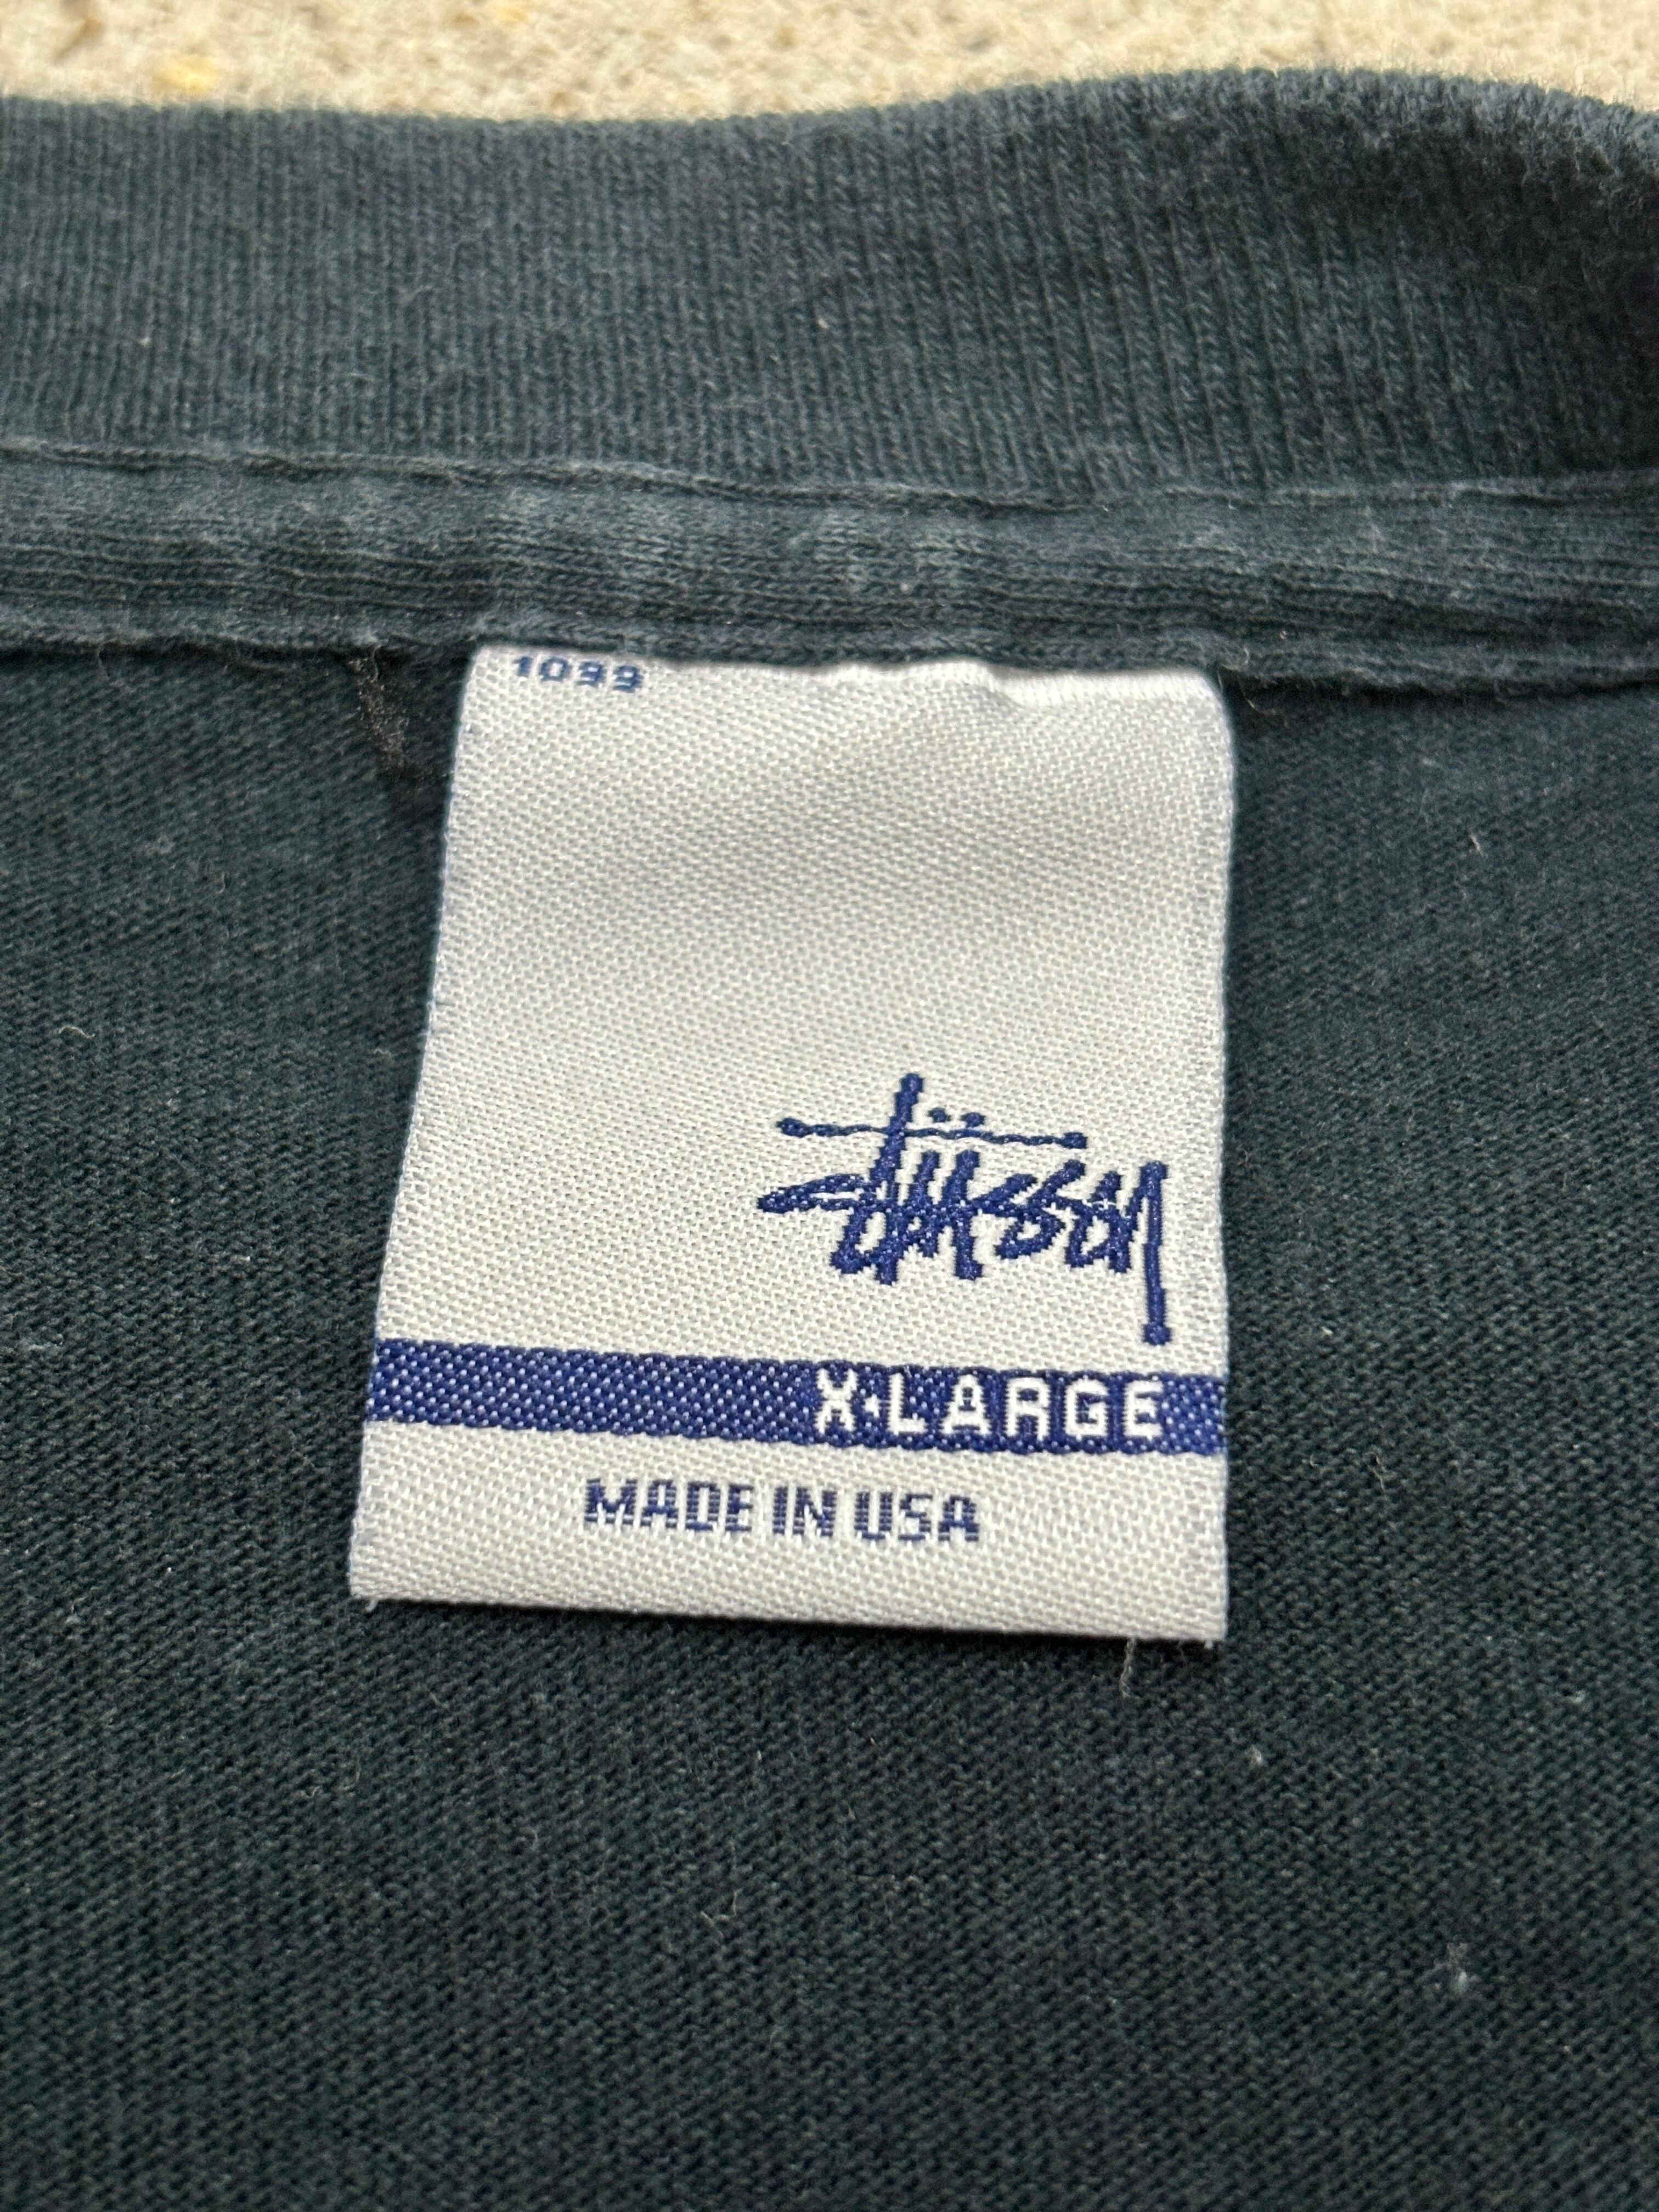 1099
Stüssy
X·LARGE
MADE IN USA